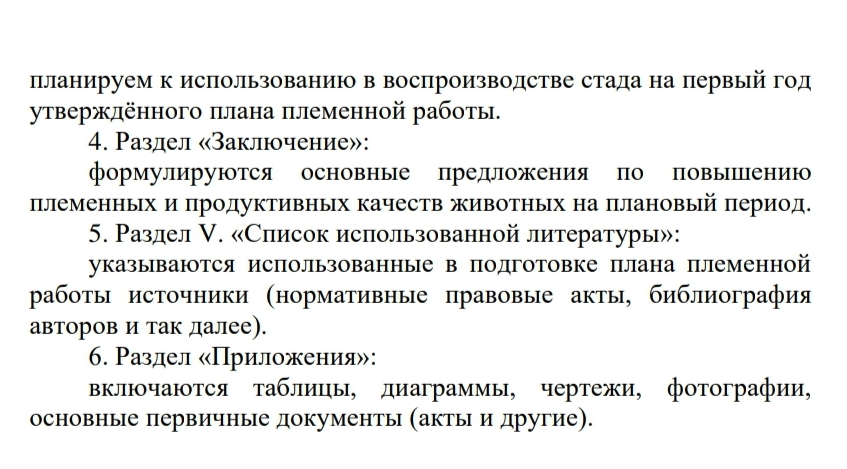 планируем к использованию в воспроизводстве стада на первый год
утверждённого плана племенной работы.
4. Раздел «Заключение»:
формулируются основные предложения по повышению
племенных и продуктивных качеств животных на плановый период.
5. Раздел V. «Список использованной литературы»:
указываются использованные в подготовке плана племенной
работы источники (нормативные правовые акты, библиография
авторов и так далее).
6. Раздел «Приложения»:
включаются таблицы, диаграммы, чертежи, фотографии,
основные первичные документы (акты и другие).